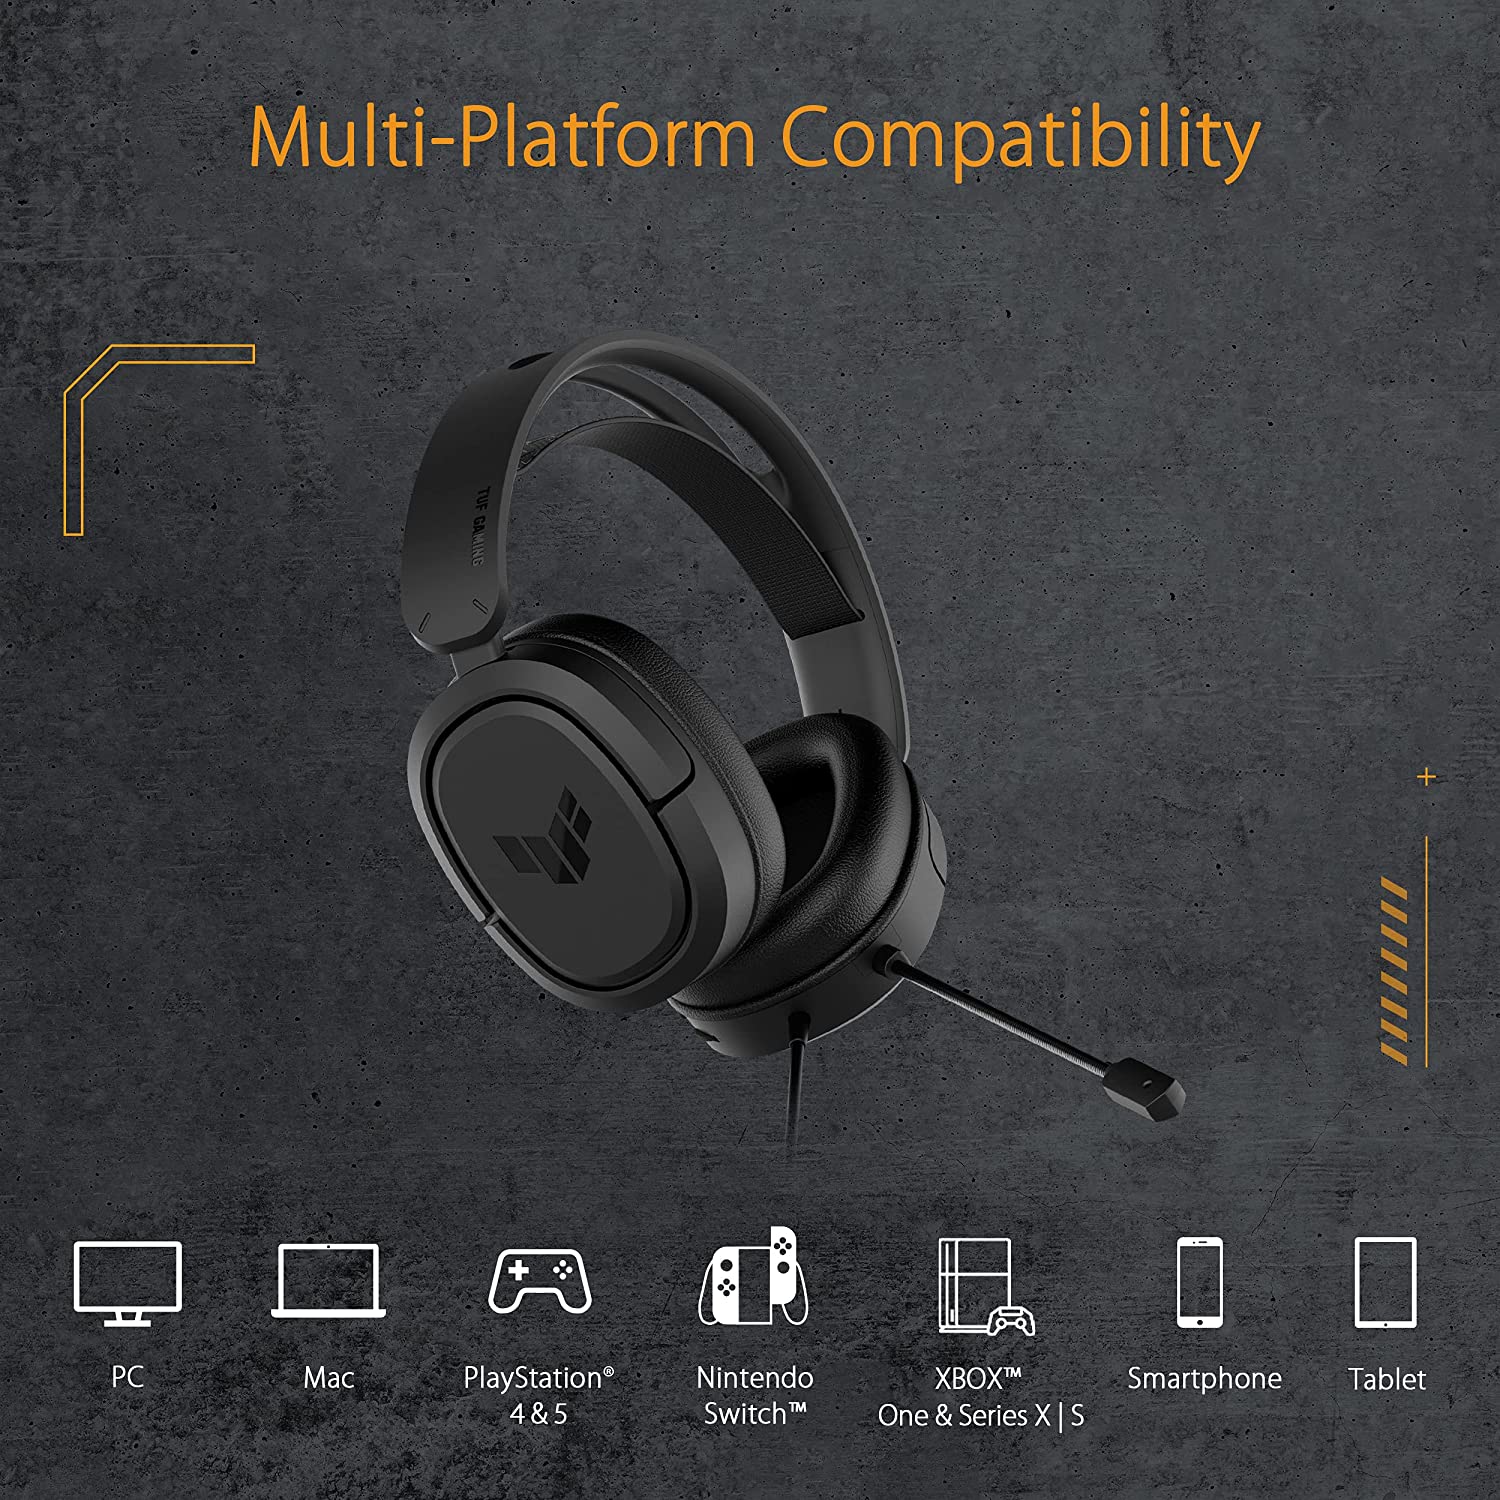 Multi-Platform Compatibility
TUF GAMING
PC
Mac
PlayStation®
4 & 5
Nintendo
Switch™
XBOX™
One & Series X | S
Smartphone
Tablet